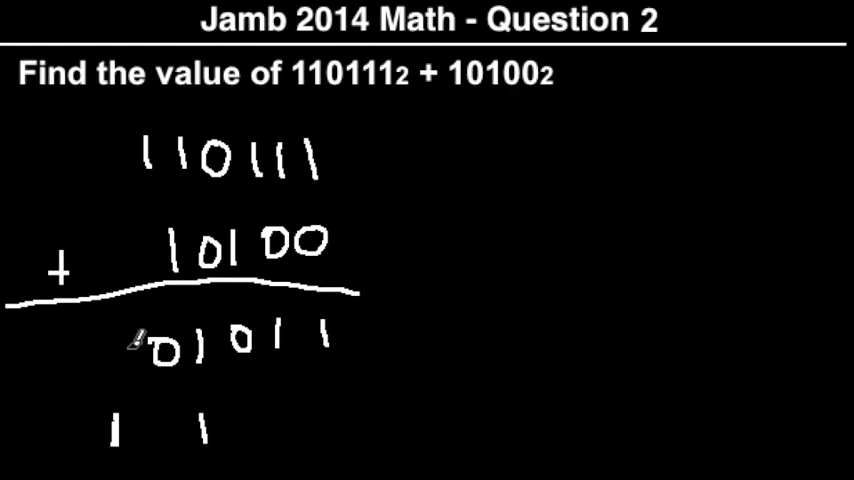 Jamb 2014 Math - Question 2
Find the value of 110111₂ + 10100₂
110111
+ 10100
01011
1 1